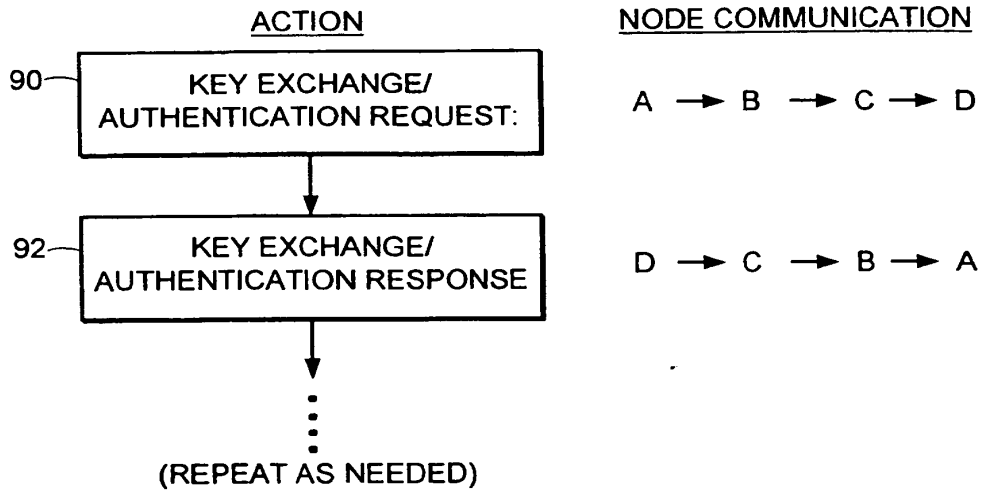 ACTION
NODE COMMUNICATION
90
KEY EXCHANGE/
AUTHENTICATION REQUEST:
A → B → C → D
92
KEY EXCHANGE/
AUTHENTICATION RESPONSE
D → C → B → A
(REPEAT AS NEEDED)